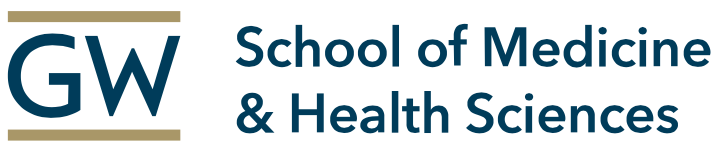 GW
School of Medicine
& Health Sciences